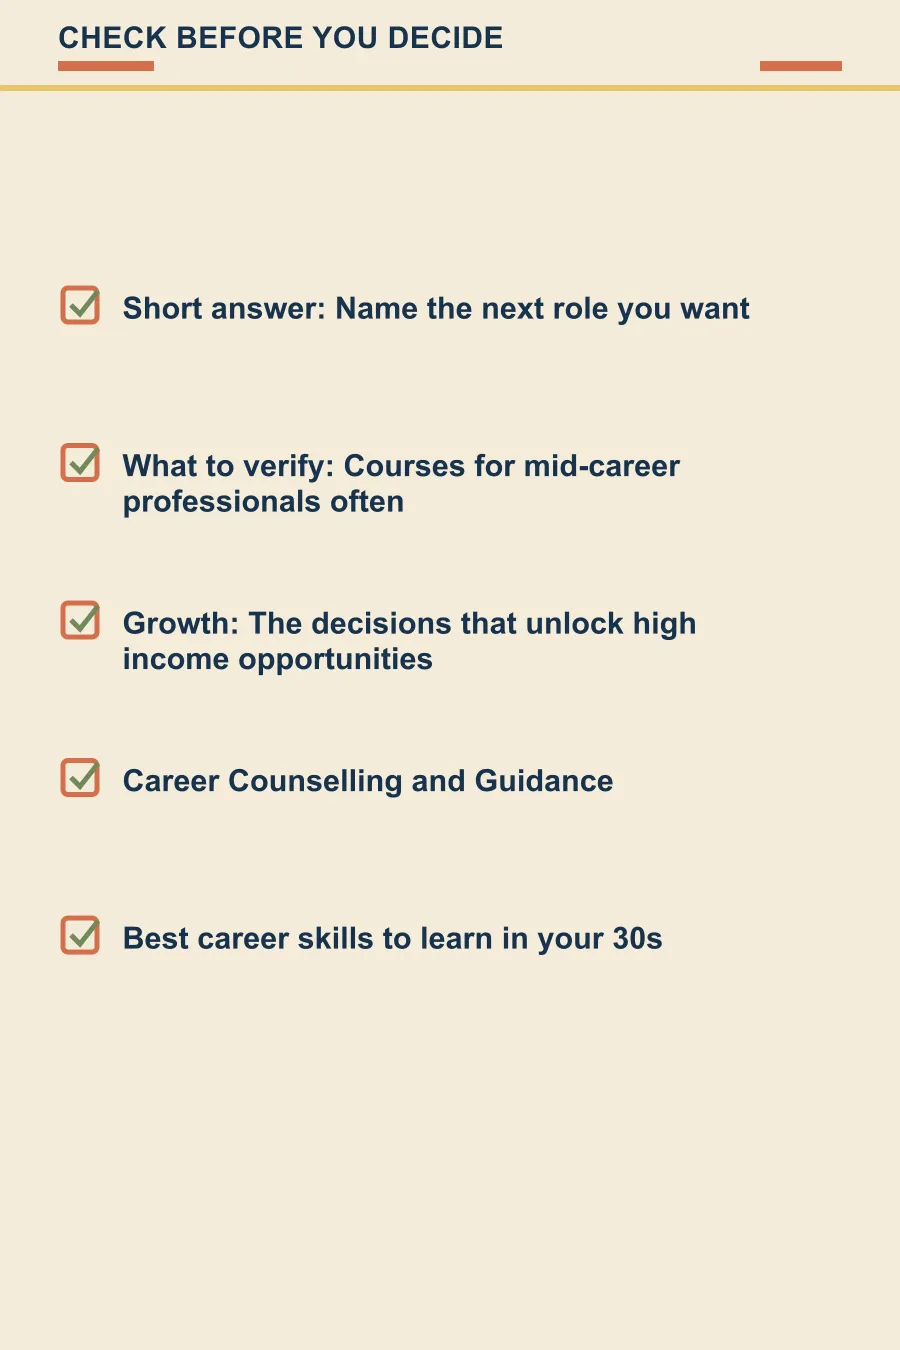 CHECK BEFORE YOU DECIDE
Short answer: Name the next role you want
What to verify: Courses for mid-career
professionals often
Growth: The decisions that unlock high
income opportunities
Career Counselling and Guidance
Best career skills to learn in your 30s